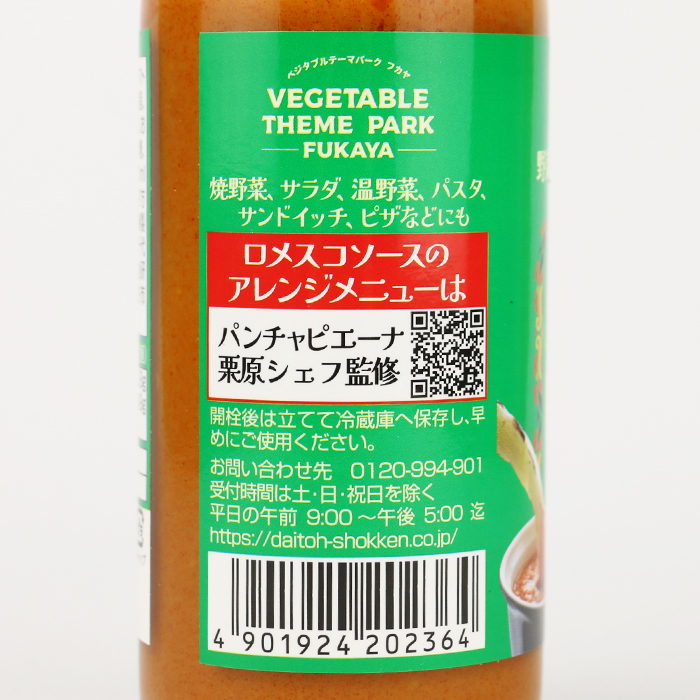 ベジタブルテーマパーク フカヤ
VEGETABLE
THEME PARK
FUKAYA
焼野菜、サラダ、温野菜、パスタ、
サンドイッチ、ピザなどにも
ロメスコソースの
アレンジメニューは
パンチャピエーナ
栗原シェフ監修
開栓後は立てて冷蔵庫へ保存し、早
めにご使用ください。
お問い合わせ先 0120-994-901
受付時間は土・日・祝日を除く
平日の午前 9:00 ～午後 5:00 迄
https://daitoh-shokken.co.jp/
4 901924 202364